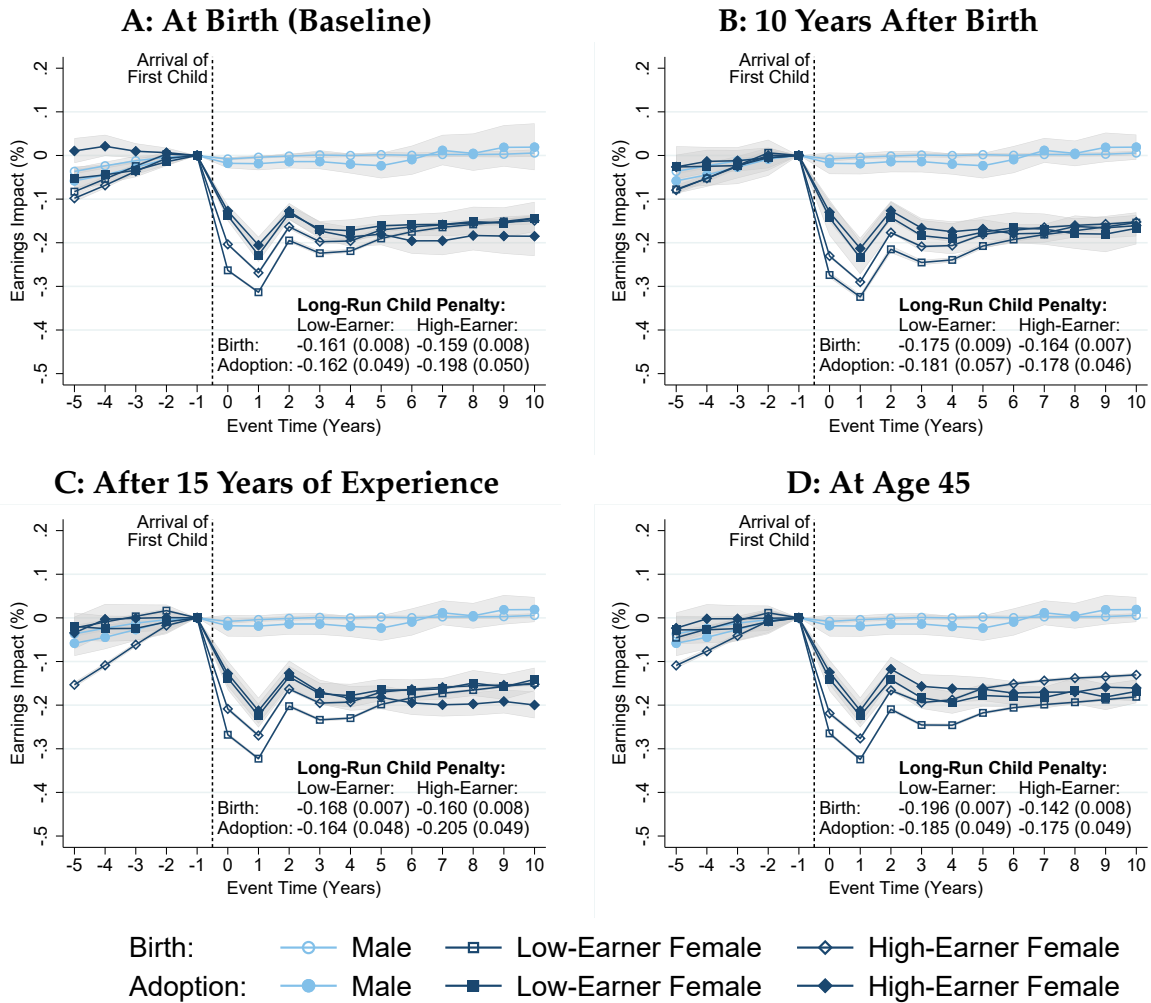 A: At Birth (Baseline)
Arrival of
First Child
.2
.1
0
-.1
-.2
-.3
-.4
-.5
Earnings Impact (%)
Long-Run Child Penalty:
Low-Earner: High-Earner:
Birth: -0.161 (0.008) -0.159 (0.008)
Adoption: -0.162 (0.049) -0.198 (0.050)
-5 -4 -3 -2 -1 0 1 2 3 4 5 6 7 8 9 10
Event Time (Years)
B: 10 Years After Birth
Arrival of
First Child
.2
.1
0
-.1
-.2
-.3
-.4
-.5
Earnings Impact (%)
Long-Run Child Penalty:
Low-Earner: High-Earner:
Birth: -0.175 (0.009) -0.164 (0.007)
Adoption: -0.181 (0.057) -0.178 (0.046)
-5 -4 -3 -2 -1 0 1 2 3 4 5 6 7 8 9 10
Event Time (Years)
C: After 15 Years of Experience
Arrival of
First Child
.2
.1
0
-.1
-.2
-.3
-.4
-.5
Earnings Impact (%)
Long-Run Child Penalty:
Low-Earner: High-Earner:
Birth: -0.168 (0.007) -0.160 (0.008)
Adoption: -0.164 (0.048) -0.205 (0.049)
-5 -4 -3 -2 -1 0 1 2 3 4 5 6 7 8 9 10
Event Time (Years)
D: At Age 45
Arrival of
First Child
.2
.1
0
-.1
-.2
-.3
-.4
-.5
Earnings Impact (%)
Long-Run Child Penalty:
Low-Earner: High-Earner:
Birth: -0.196 (0.007) -0.142 (0.008)
Adoption: -0.185 (0.049) -0.175 (0.049)
-5 -4 -3 -2 -1 0 1 2 3 4 5 6 7 8 9 10
Event Time (Years)
Birth: Male Low-Earner Female High-Earner Female
Adoption: Male Low-Earner Female High-Earner Female